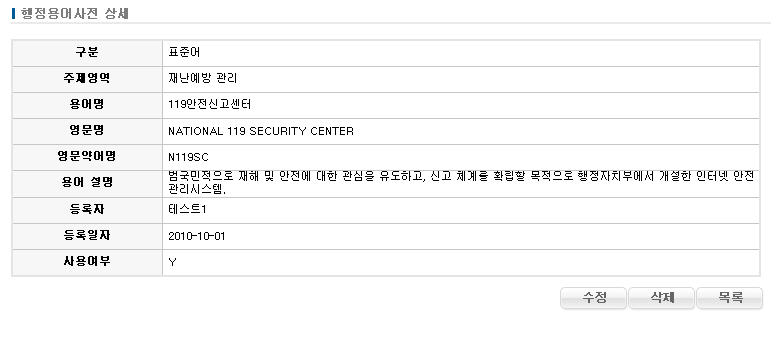 행정용어사전 상세
구분 표준어
주제영역 재난예방 관리
용어명 119안전신고센터
영문명 NATIONAL 119 SECURITY CENTER
영문약어명 N119SC
용어 설명 범국민적으로 재해 및 안전에 대한 관심을 유도하고, 신고 체계를 확립할 목적으로 행정자치부에서 개설한 인터넷 안전
관리시스템.
등록자 테스트1
등록일자 2010-10-01
사용여부 Y
수정 삭제 목록